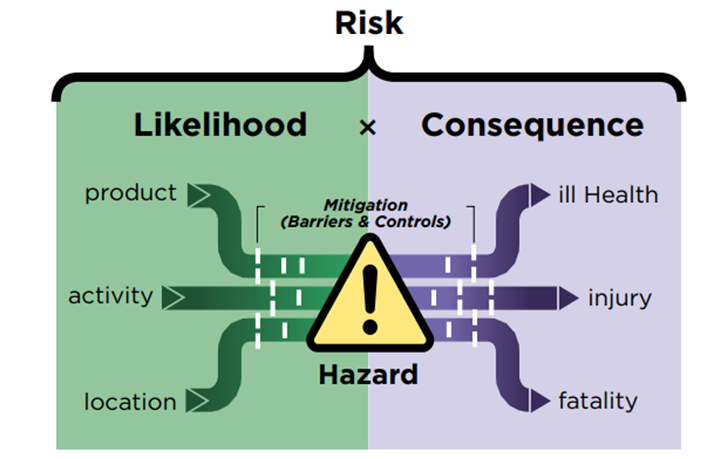 Risk
Likelihood × Consequence
product
ill Health
Mitigation
(Barriers & Controls)
activity
injury
Hazard
location
fatality